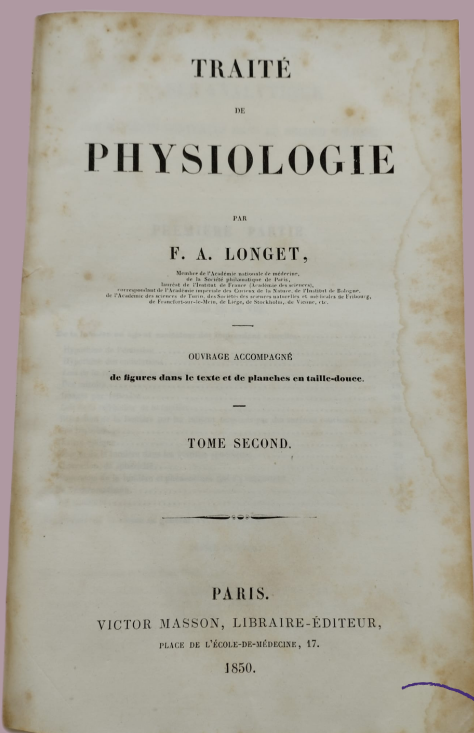 TRAITÉ
DE
PHYSIOLOGIE
PAR
F. A. LONGET,
Membre de l'Académie nationale de médecine,
de la Société philomatique de Paris,
lauréat de l'Institut de France (Académie des sciences),
correspondant de l'Académie impériale des Curieux de la Nature, de l'Institut de Bologne,
de l'Académie des sciences de Turin, des Sociétés des sciences naturelles et médicales de Fribourg,
de Francfort-sur-le-Mein, de Liége, de Stockholm, de Vienne, etc.
OUVRAGE ACCOMPAGNÉ
de figures dans le texte et de planches en taille-douce.
TOME SECOND.
PARIS.
VICTOR MASSON, LIBRAIRE-ÉDITEUR,
PLACE DE L'ÉCOLE-DE-MÉDECINE, 17.
1850.